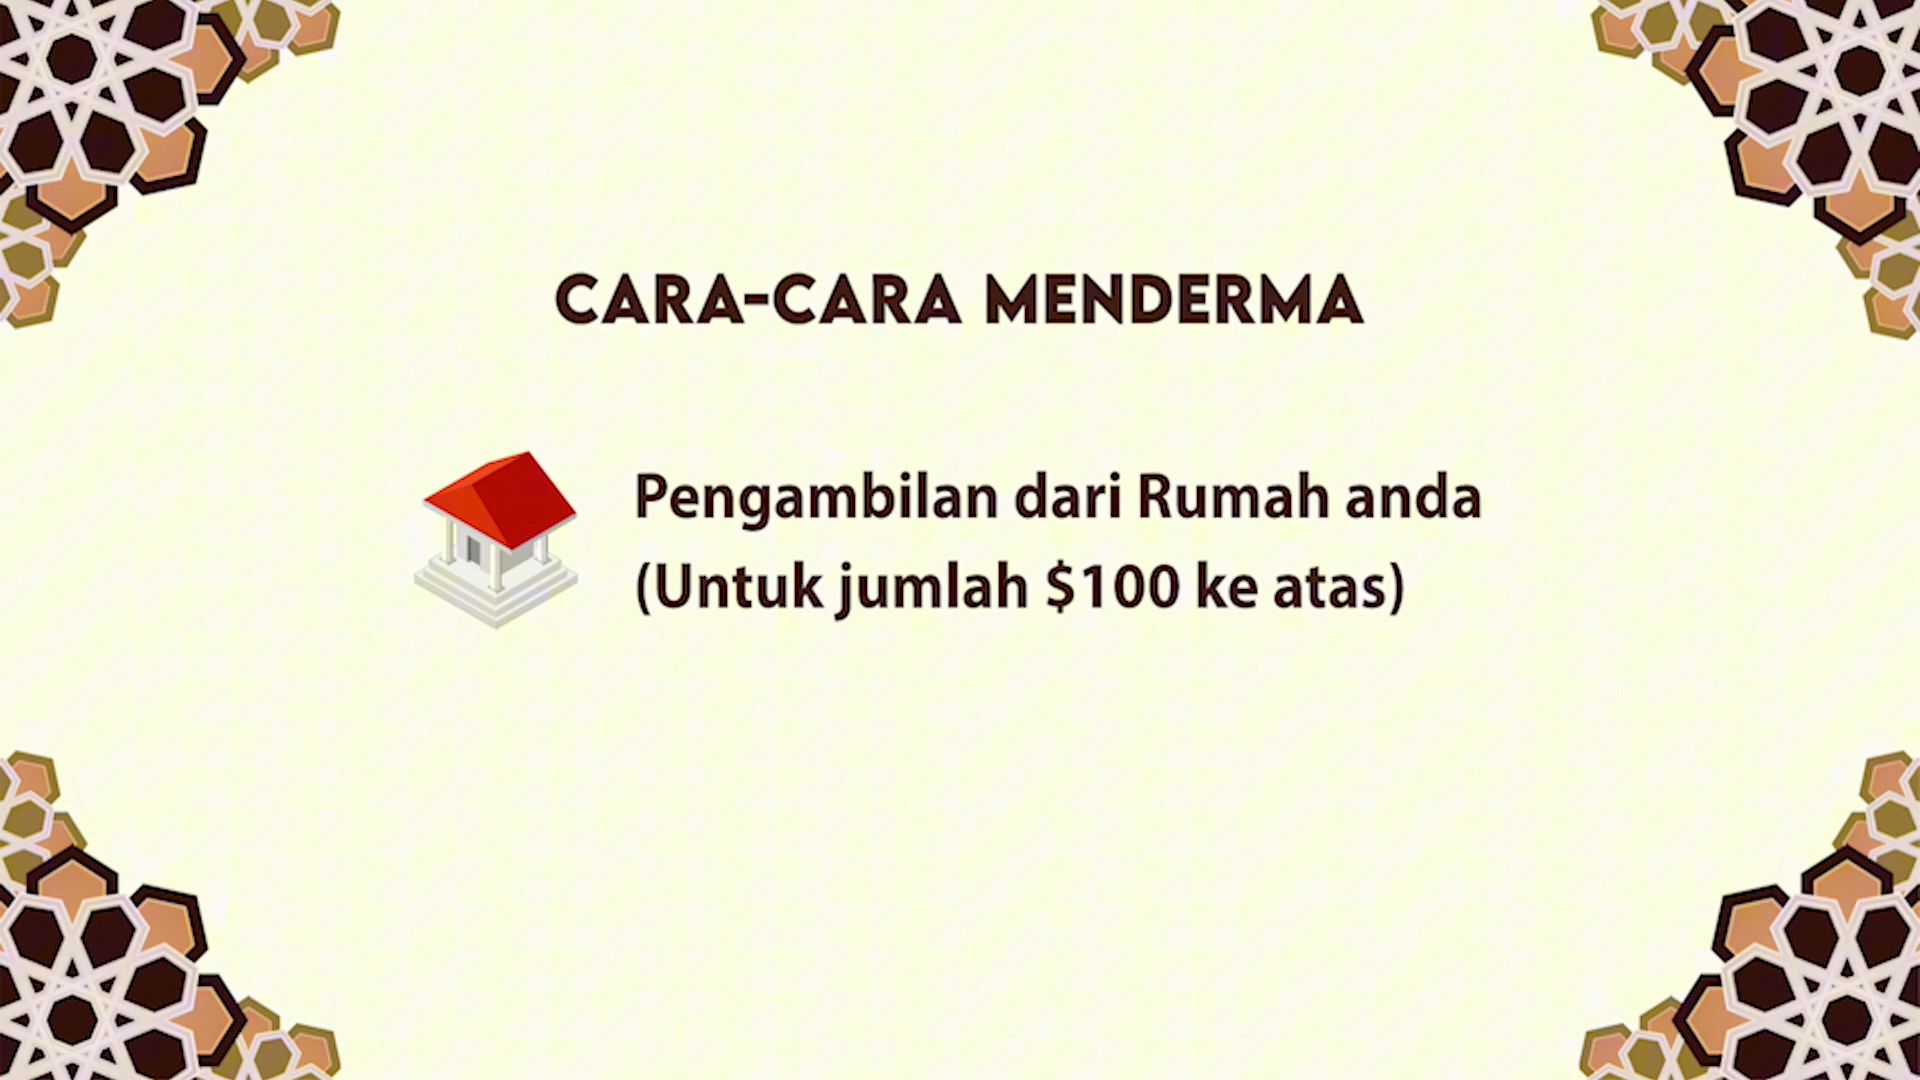 CARA-CARA MENDERMA
Pengambilan dari Rumah anda
(Untuk jumlah $100 ke atas)